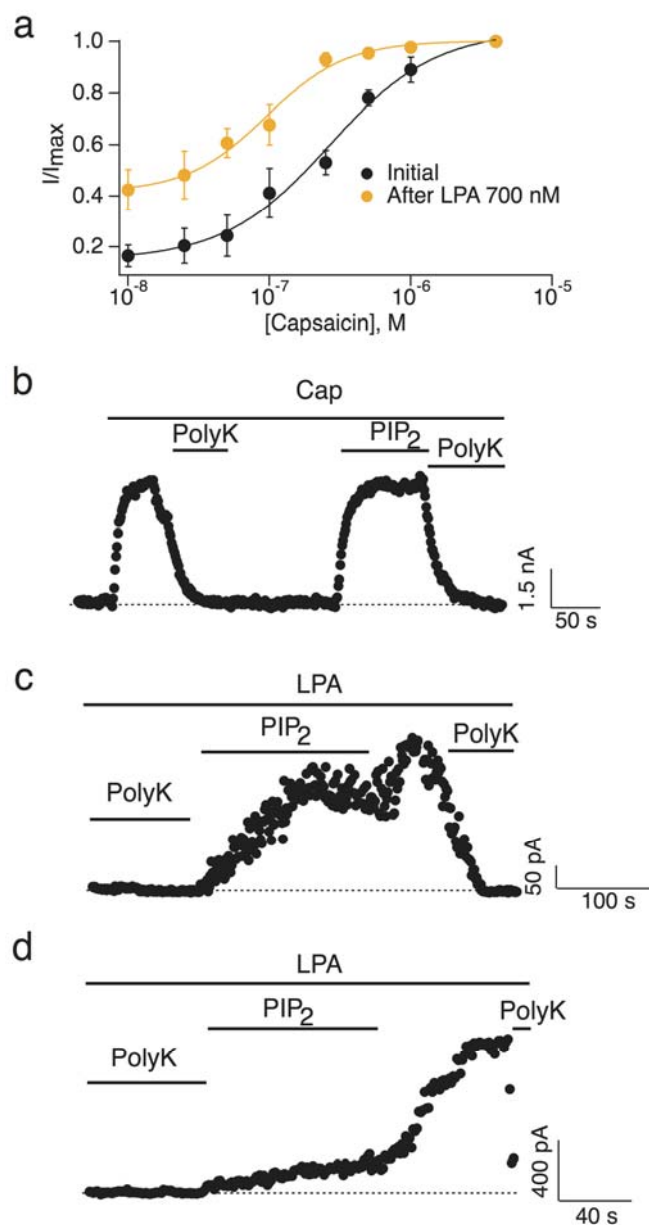 a
1.0
0.8
0.6
0.4
0.2
I/Imax
Initial
After LPA 700 nM
10-8
10-7
10-6
10-5
[Capsaicin], M
b
Cap
PolyK
PIP2
PolyK
1.5 nA
50 s
c
LPA
PIP2
PolyK
PolyK
50 pA
100 s
d
LPA
PIP2
PolyK
PolyK
400 pA
40 s